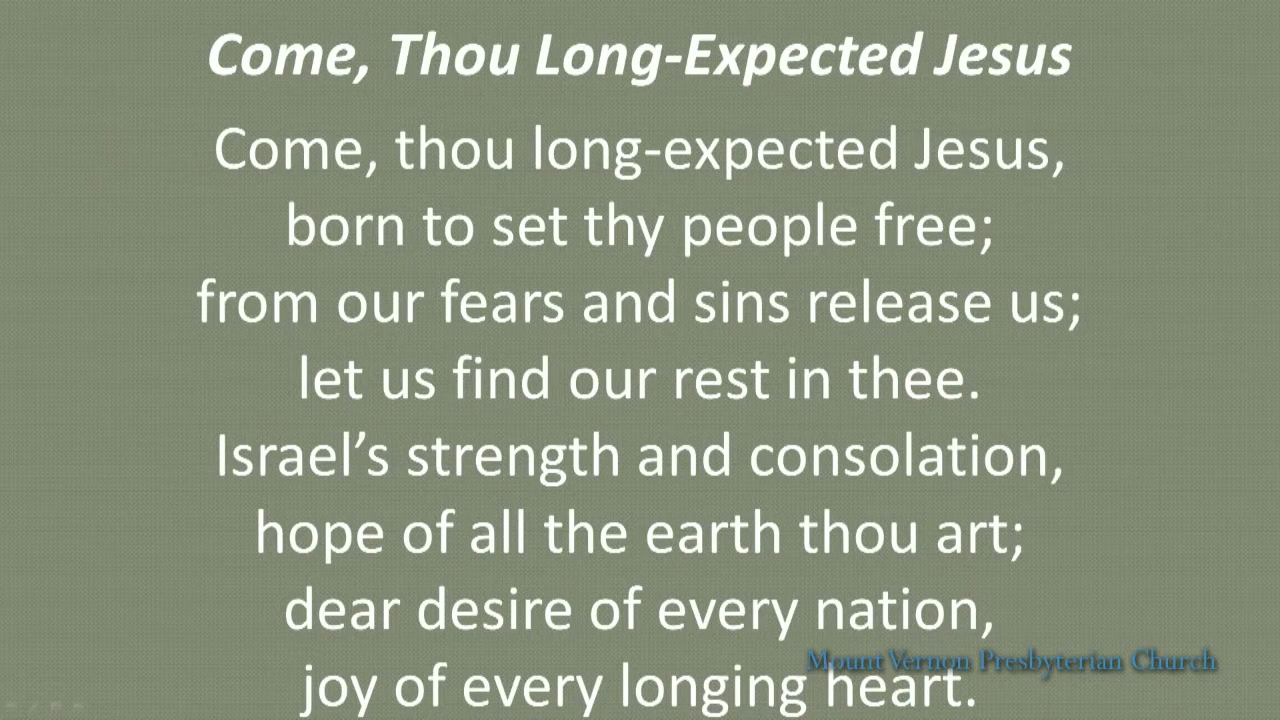 Come, Thou Long-Expected Jesus
Come, thou long-expected Jesus,
born to set thy people free;
from our fears and sins release us;
let us find our rest in thee.
Israel’s strength and consolation,
hope of all the earth thou art;
dear desire of every nation,
Mount Vernon Presbyterian Church
joy of every longing heart.